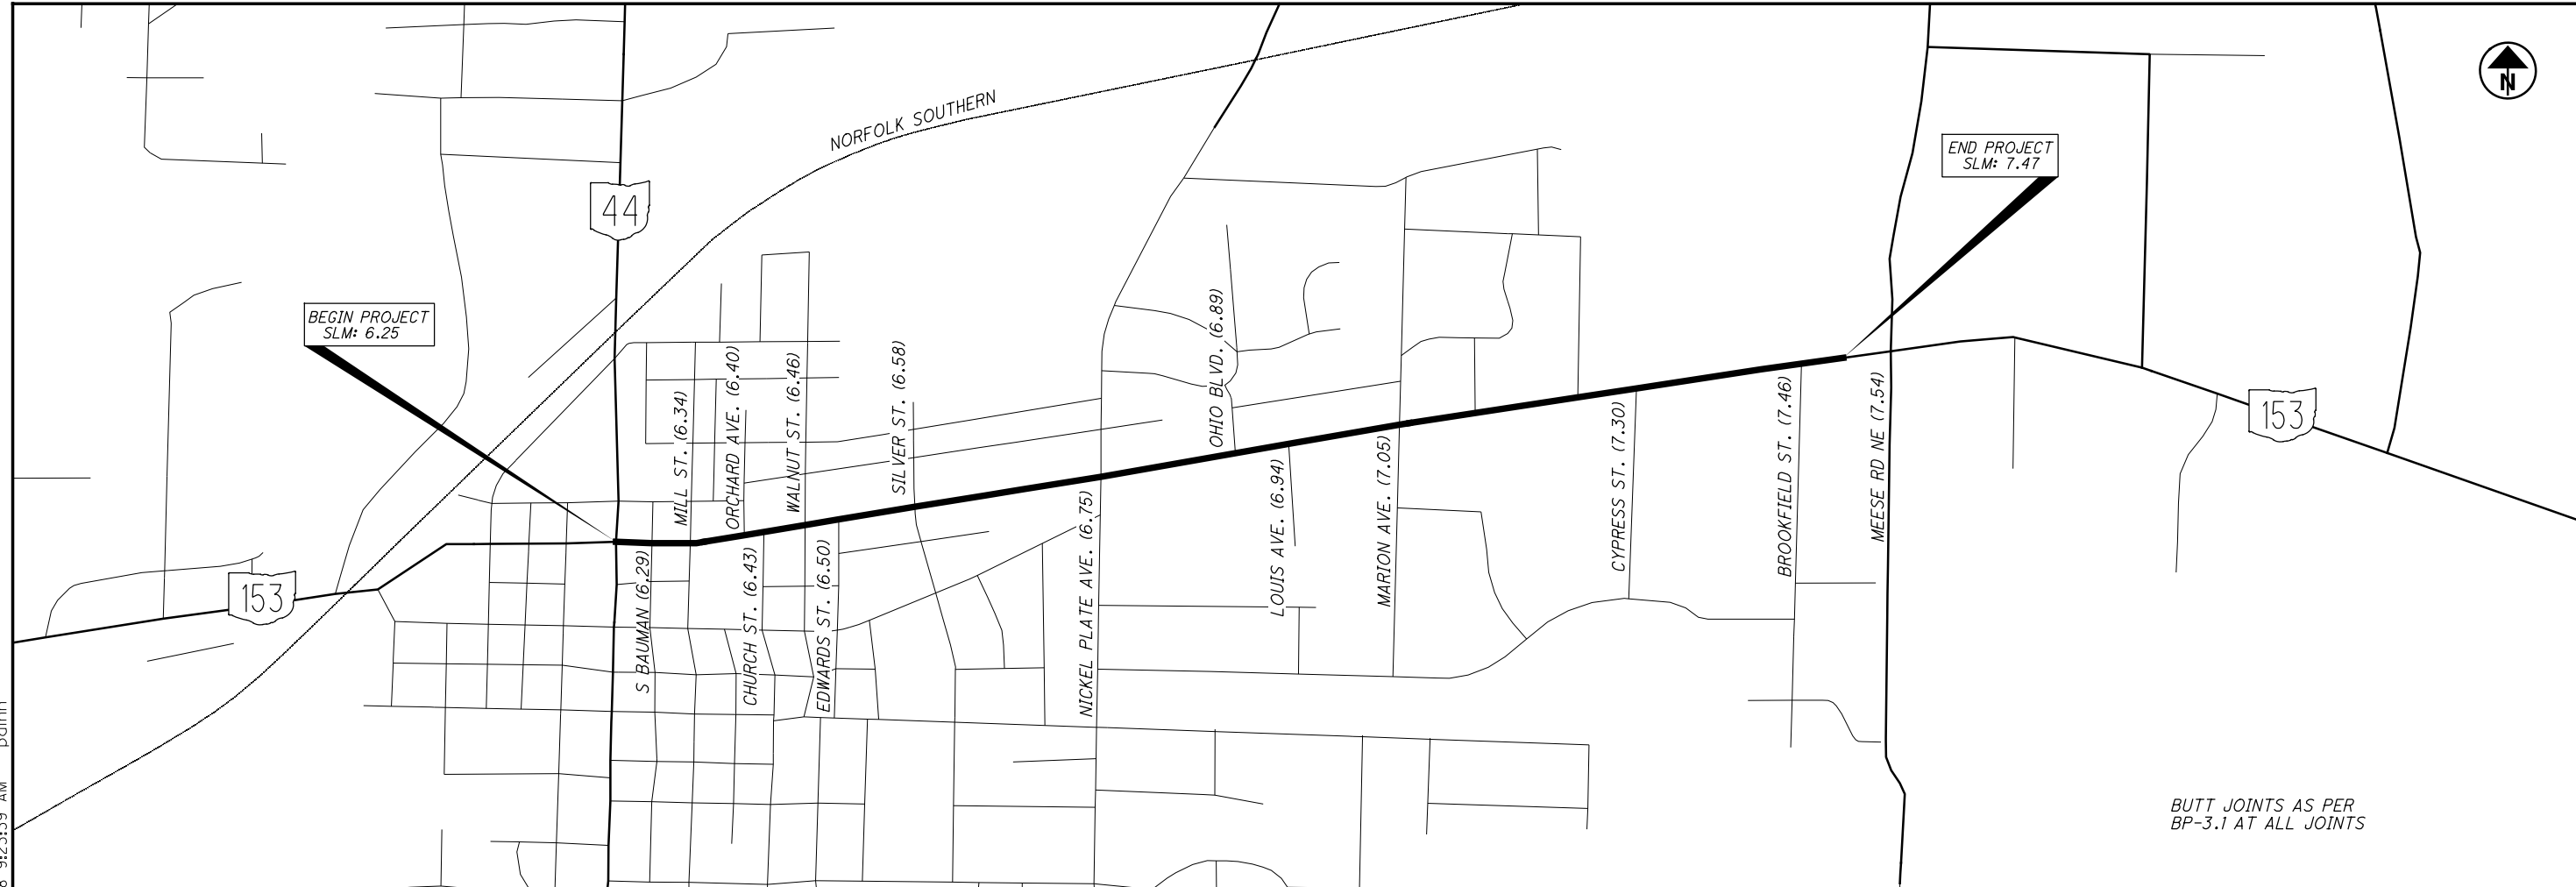 N
NORFOLK SOUTHERN
END PROJECT
SLM: 7.47
44
BEGIN PROJECT
SLM: 6.25
MILL ST. (6.34)
ORCHARD AVE. (6.40)
WALNUT ST. (6.46)
SILVER ST. (6.58)
OHIO BLVD. (6.89)
153
S BAUMAN (6.29)
CHURCH ST. (6.43)
EDWARDS ST. (6.50)
NICKEL PLATE AVE. (6.75)
LOUIS AVE. (6.94)
MARION AVE. (7.05)
CYPRESS ST. (7.30)
BROOKFIELD ST. (7.46)
MEESE RD NE (7.54)
153
BUTT JOINTS AS PER
BP-3.1 AT ALL JOINTS
9:23:39 AM